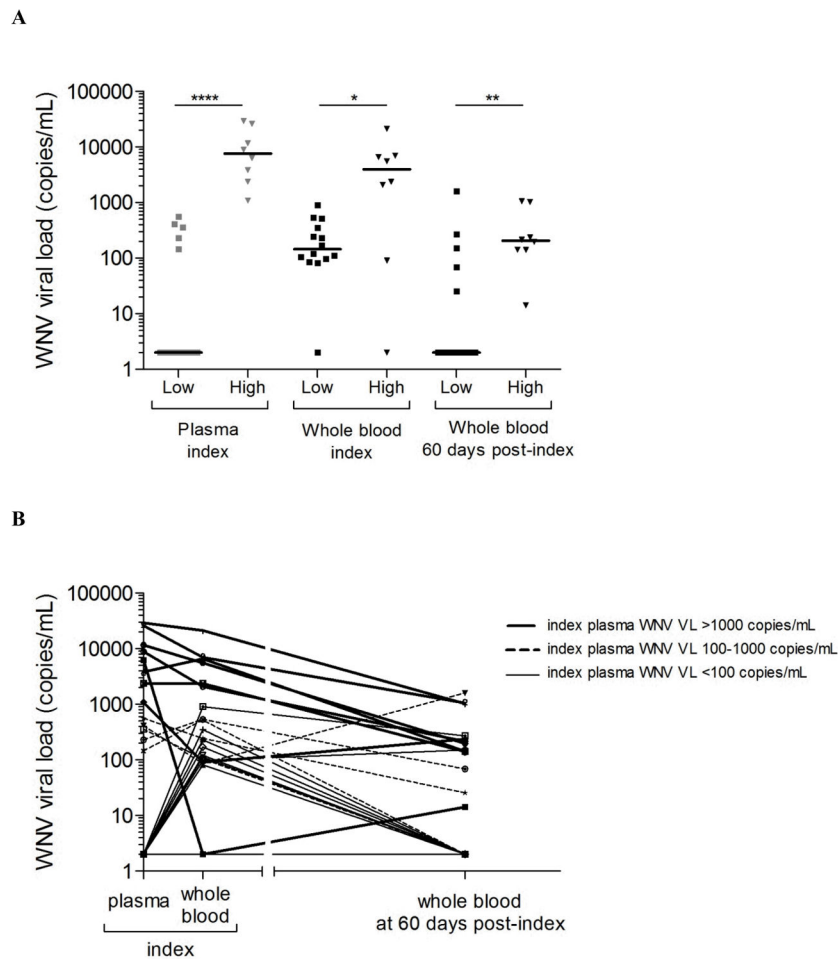 A
WNV viral load (copies/mL)
100000
10000
1000
100
10
1
****
*
**
Low
High
Low
High
Low
High
Plasma
index
Whole blood
index
Whole blood
60 days post-index
B
WNV viral load (copies/mL)
100000
10000
1000
100
10
1
index plasma WNV VL >1000 copies/mL
index plasma WNV VL 100-1000 copies/mL
index plasma WNV VL <100 copies/mL
plasma
whole
blood
index
whole blood
at 60 days post-index